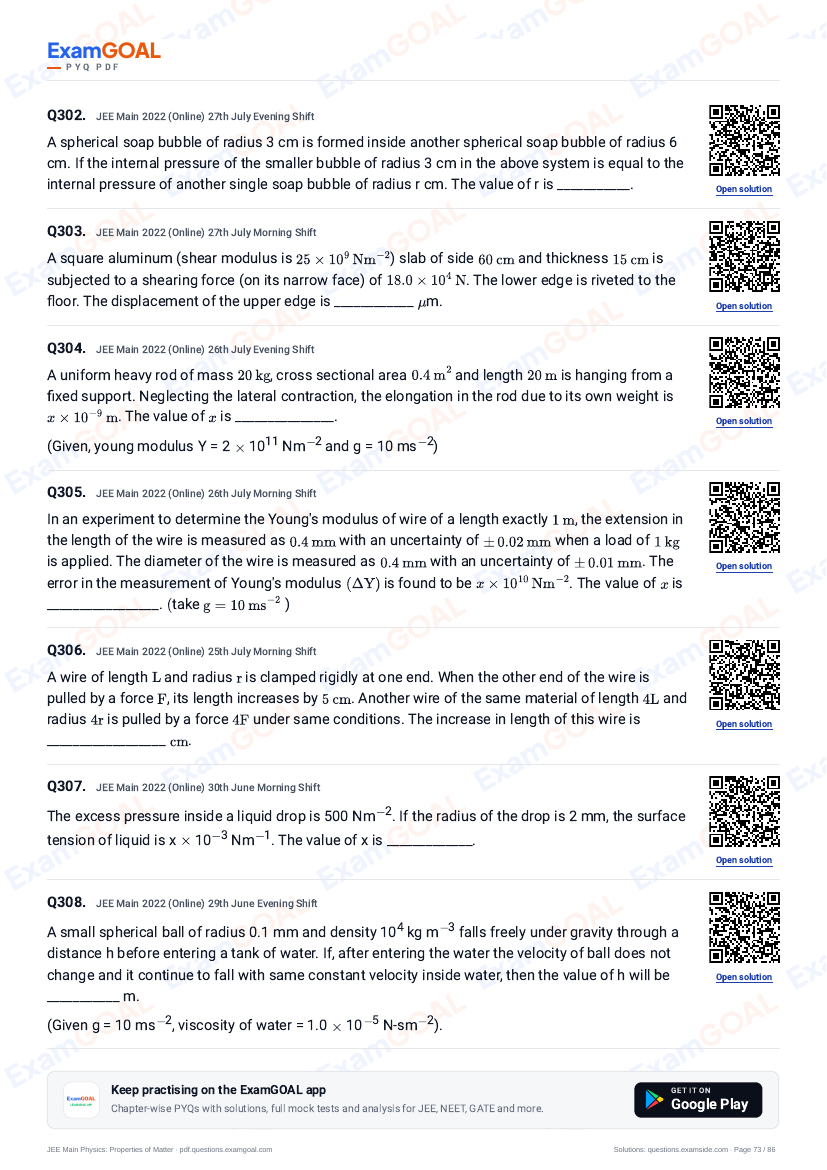 ExamGOAL
PYQ PDF
Q302. JEE Main 2022 (Online) 27th July Evening Shift
A spherical soap bubble of radius 3 cm is formed inside another spherical soap bubble of radius 6
cm. If the internal pressure of the smaller bubble of radius 3 cm in the above system is equal to the
internal pressure of another single soap bubble of radius r cm. The value of r is ___________.
Open solution
Q303. JEE Main 2022 (Online) 27th July Morning Shift
A square aluminum (shear modulus is 25 × 10⁹ Nm⁻²) slab of side 60 cm and thickness 15 cm is
subjected to a shearing force (on its narrow face) of 18.0 × 10⁴ N. The lower edge is riveted to the
floor. The displacement of the upper edge is ____________ μm.
Open solution
Q304. JEE Main 2022 (Online) 26th July Evening Shift
A uniform heavy rod of mass 20 kg, cross sectional area 0.4 m² and length 20 m is hanging from a
fixed support. Neglecting the lateral contraction, the elongation in the rod due to its own weight is
x × 10⁻⁹ m. The value of x is _______________.
(Given, young modulus Y = 2 × 10¹¹ Nm⁻² and g = 10 ms⁻²)
Open solution
Q305. JEE Main 2022 (Online) 26th July Morning Shift
In an experiment to determine the Young's modulus of wire of a length exactly 1 m, the extension in
the length of the wire is measured as 0.4 mm with an uncertainty of ± 0.02 mm when a load of 1 kg
is applied. The diameter of the wire is measured as 0.4 mm with an uncertainty of ± 0.01 mm. The
error in the measurement of Young's modulus (ΔY) is found to be x × 10¹⁰ Nm⁻². The value of x is
_________________. (take g = 10 ms⁻² )
Open solution
Q306. JEE Main 2022 (Online) 25th July Morning Shift
A wire of length L and radius r is clamped rigidly at one end. When the other end of the wire is
pulled by a force F, its length increases by 5 cm. Another wire of the same material of length 4L and
radius 4r is pulled by a force 4F under same conditions. The increase in length of this wire is
__________________ cm.
Open solution
Q307. JEE Main 2022 (Online) 30th June Morning Shift
The excess pressure inside a liquid drop is 500 Nm⁻². If the radius of the drop is 2 mm, the surface
tension of liquid is x × 10⁻³ Nm⁻¹. The value of x is _____________.
Open solution
Q308. JEE Main 2022 (Online) 29th June Evening Shift
A small spherical ball of radius 0.1 mm and density 10⁴ kg m⁻³ falls freely under gravity through a
distance h before entering a tank of water. If, after entering the water the velocity of ball does not
change and it continue to fall with same constant velocity inside water, then the value of h will be
___________ m.
(Given g = 10 ms⁻², viscosity of water = 1.0 × 10⁻⁵ N-sm⁻²).
Open solution
ExamGOAL
Keep practising on the ExamGOAL app
Chapter-wise PYQs with solutions, full mock tests and analysis for JEE, NEET, GATE and more.
GET IT ON
Google Play
JEE Main Physics: Properties of Matter · pdf.questions.examgoal.com
Solutions: questions.examside.com · Page 73 / 86